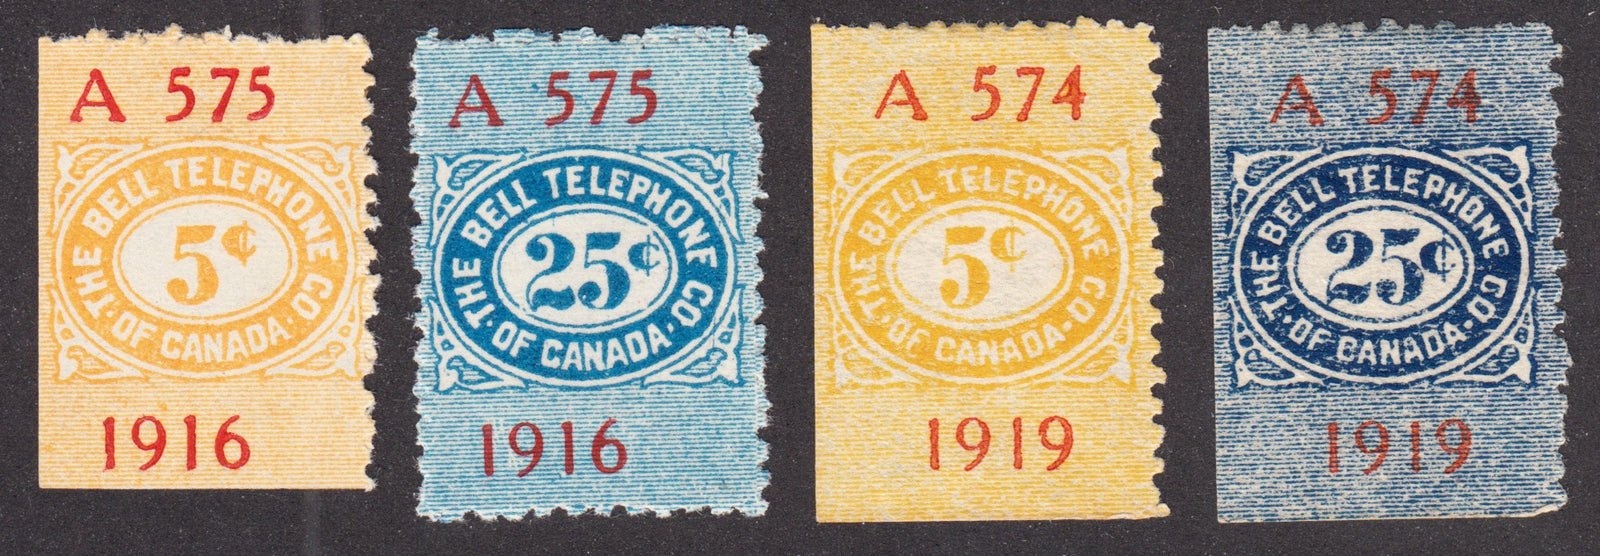 A 575
THE BELL TELEPHONE CO
5¢
· OF CANADA ·
1916
A 575
THE BELL TELEPHONE CO
25¢
· OF CANADA ·
1916
A 574
THE BELL TELEPHONE CO
5¢
· OF CANADA ·
1919
A 574
THE BELL TELEPHONE CO
25¢
· OF CANADA ·
1919